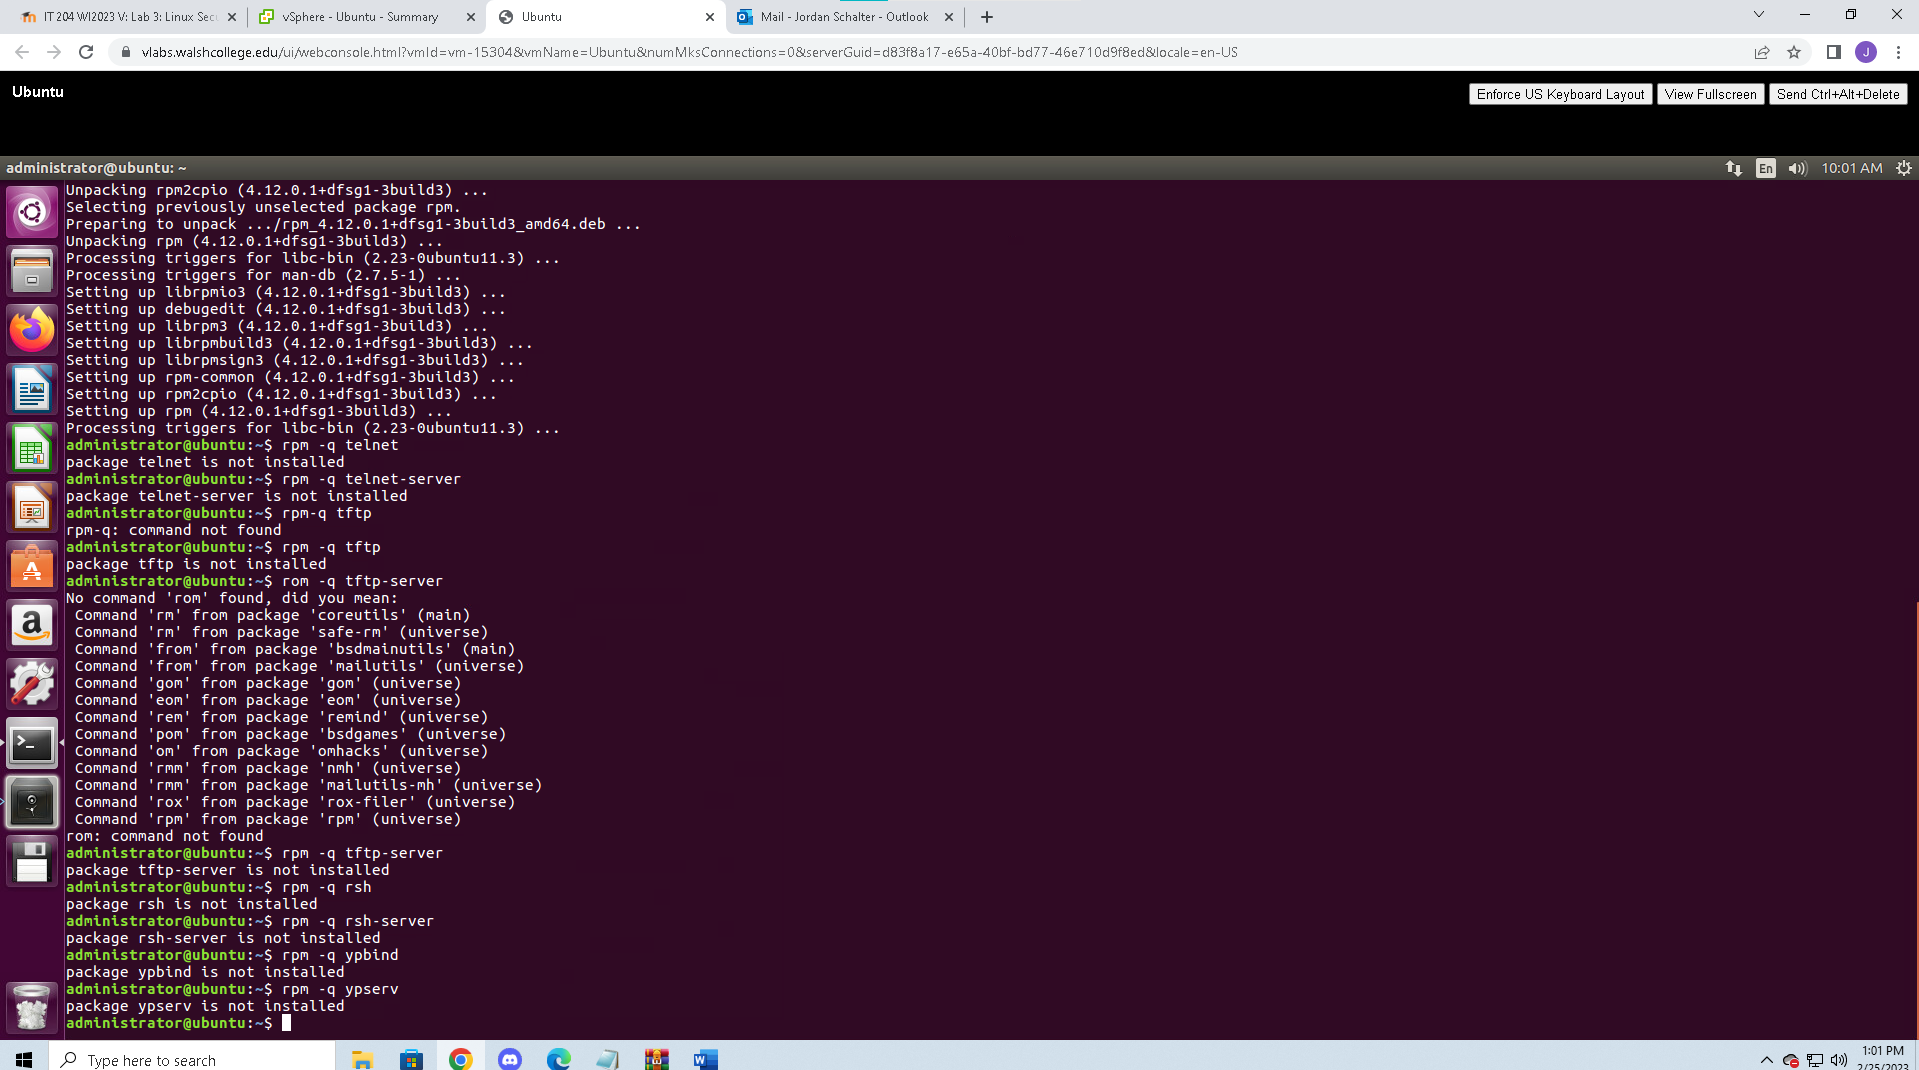 IT 204 WI2023 V: Lab 3: Linux Secu
vSphere - Ubuntu - Summary
Ubuntu
Mail - Jordan Schalter - Outlook
vlabs.walshcollege.edu/ui/webconsole.html?vmId=vm-15304&vmName=Ubuntu&numMksConnections=0&serverGuid=d83f8a17-e65a-40bf-bd77-46e710d9f8ed&locale=en-US
J
Ubuntu
Enforce US Keyboard Layout
View Fullscreen
Send Ctrl+Alt+Delete
administrator@ubuntu: ~
En
10:01 AM
Unpacking rpm2cpio (4.12.0.1+dfsg1-3build3) ...
Selecting previously unselected package rpm.
Preparing to unpack .../rpm_4.12.0.1+dfsg1-3build3_amd64.deb ...
Unpacking rpm (4.12.0.1+dfsg1-3build3) ...
Processing triggers for libc-bin (2.23-0ubuntu11.3) ...
Processing triggers for man-db (2.7.5-1) ...
Setting up librpmio3 (4.12.0.1+dfsg1-3build3) ...
Setting up debugedit (4.12.0.1+dfsg1-3build3) ...
Setting up librpm3 (4.12.0.1+dfsg1-3build3) ...
Setting up librpmbuild3 (4.12.0.1+dfsg1-3build3) ...
Setting up librpmsign3 (4.12.0.1+dfsg1-3build3) ...
Setting up rpm-common (4.12.0.1+dfsg1-3build3) ...
Setting up rpm2cpio (4.12.0.1+dfsg1-3build3) ...
Setting up rpm (4.12.0.1+dfsg1-3build3) ...
Processing triggers for libc-bin (2.23-0ubuntu11.3) ...
administrator@ubuntu:~$ rpm -q telnet
package telnet is not installed
administrator@ubuntu:~$ rpm -q telnet-server
package telnet-server is not installed
administrator@ubuntu:~$ rpm-q tftp
rpm-q: command not found
administrator@ubuntu:~$ rpm -q tftp
package tftp is not installed
administrator@ubuntu:~$ rom -q tftp-server
No command 'rom' found, did you mean:
Command 'rm' from package 'coreutils' (main)
Command 'rm' from package 'safe-rm' (universe)
Command 'from' from package 'bsdmainutils' (main)
Command 'from' from package 'mailutils' (universe)
Command 'gom' from package 'gom' (universe)
Command 'eom' from package 'eom' (universe)
Command 'rem' from package 'remind' (universe)
Command 'pom' from package 'bsdgames' (universe)
Command 'om' from package 'omhacks' (universe)
Command 'rmm' from package 'nmh' (universe)
Command 'rmm' from package 'mailutils-mh' (universe)
Command 'rox' from package 'rox-filer' (universe)
Command 'rpm' from package 'rpm' (universe)
rom: command not found
administrator@ubuntu:~$ rpm -q tftp-server
package tftp-server is not installed
administrator@ubuntu:~$ rpm -q rsh
package rsh is not installed
administrator@ubuntu:~$ rpm -q rsh-server
package rsh-server is not installed
administrator@ubuntu:~$ rpm -q ypbind
package ypbind is not installed
administrator@ubuntu:~$ rpm -q ypserv
package ypserv is not installed
administrator@ubuntu:~$
Type here to search
1:01 PM
2/25/2023